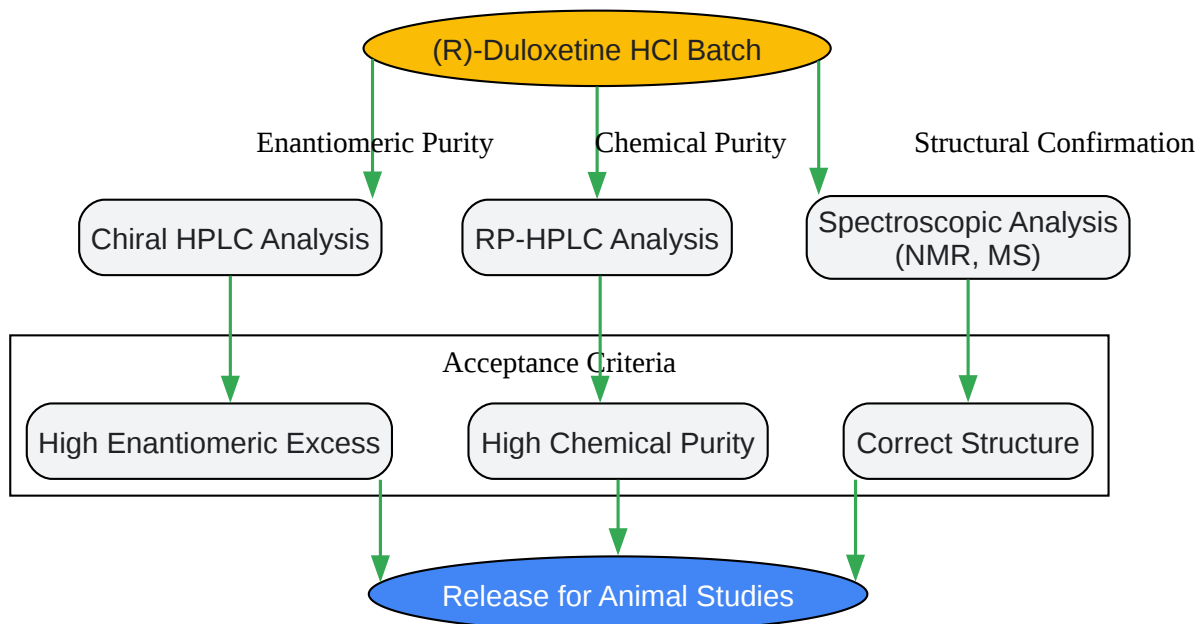 (R)-Duloxetine HCl Batch
Enantiomeric Purity
Chemical Purity
Structural Confirmation
Chiral HPLC Analysis
RP-HPLC Analysis
Spectroscopic Analysis
(NMR, MS)
Acceptance Criteria
High Enantiomeric Excess
High Chemical Purity
Correct Structure
Release for Animal Studies